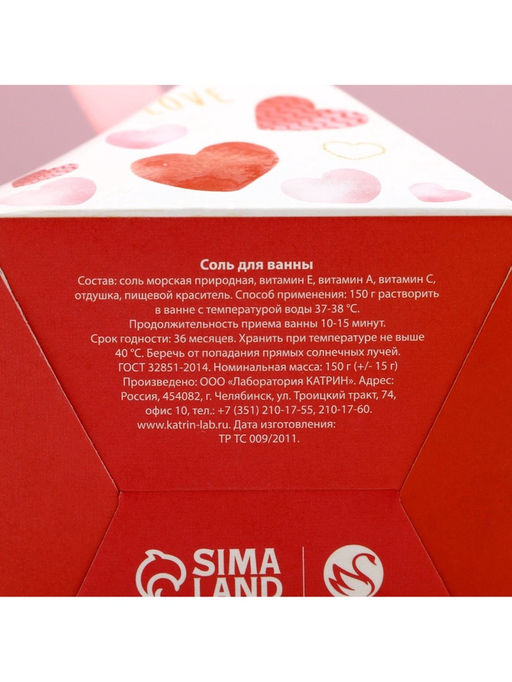 LOVE
Соль для ванны
Состав: соль морская природная, витамин Е, витамин А, витамин С,
отдушка, пищевой краситель. Способ применения: 150 г растворить
в ванне с температурой воды 37-38 °С.
Продолжительность приема ванны 10-15 минут.
Срок годности: 36 месяцев. Хранить при температуре не выше
40 °С. Беречь от попадания прямых солнечных лучей.
ГОСТ 32851-2014. Номинальная масса: 150 г (+/- 15 г)
Произведено: ООО «Лаборатория КАТРИН». Адрес:
Россия, 454082, г. Челябинск, ул. Троицкий тракт, 74,
офис 10, тел.: +7 (351) 210-17-55, 210-17-60.
www.katrin-lab.ru. Дата изготовления:
ТР ТС 009/2011.
SIMA
LAND